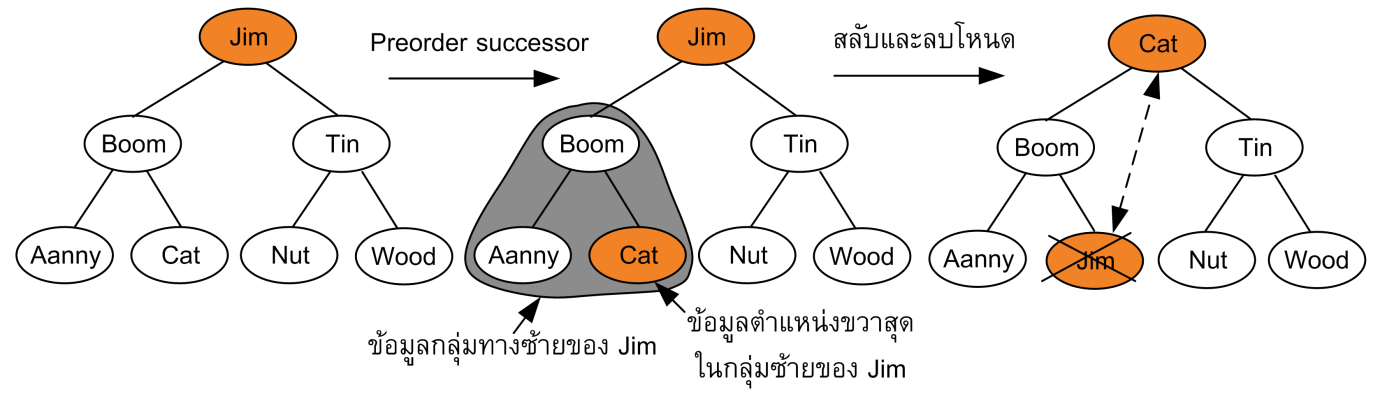 Jim
Boom
Tin
Aanny
Cat
Nut
Wood
Preorder successor
Jim
Boom
Tin
Aanny
Cat
Nut
Wood
ข้อมูลกลุ่มทางซ้ายของ Jim
ข้อมูลตำแหน่งขวาสุด
ในกลุ่มซ้ายของ Jim
สลับและลบโหนด
Cat
Boom
Tin
Aanny
Jim
Nut
Wood